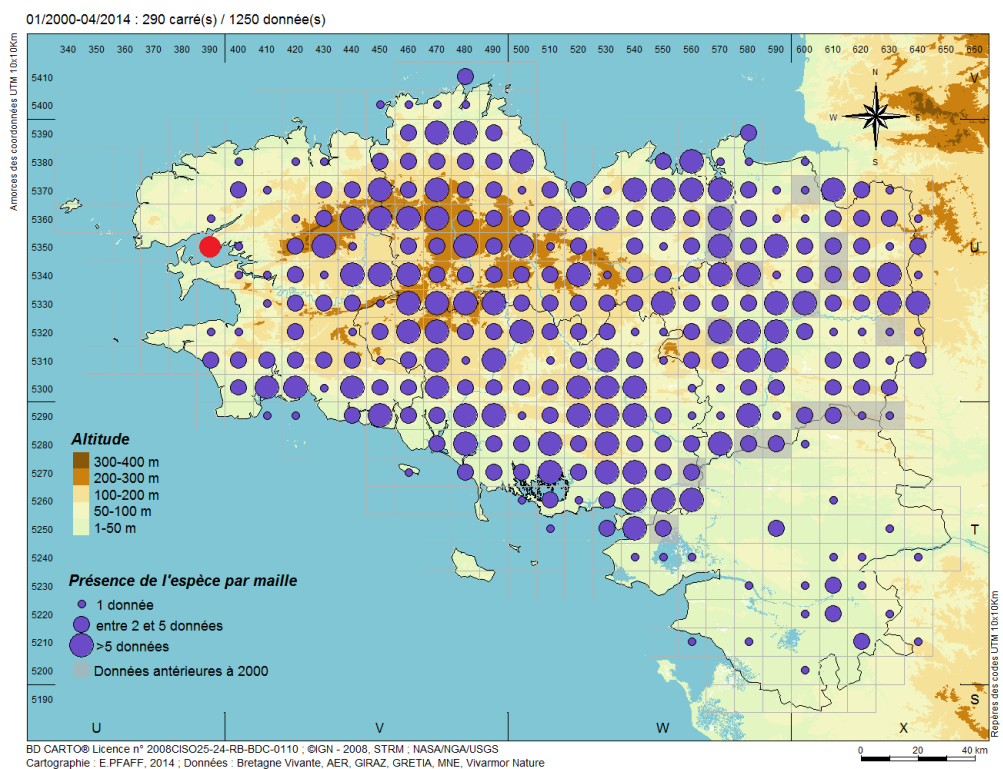 01/2000-04/2014 : 290 carré(s) / 1250 donnée(s)
Amorces des coordonnées UTM 10x10Km
340 350 360 370 380 390 400 410 420 430 440 450 460 470 480 490 500 510 520 530 540 550 560 570 580 590 600 610 620 630 640 650 660
5410
5400
5390
5380
5370
5360
5350
5340
5330
5320
5310
5300
5290
5280
5270
5260
5250
5240
5230
5220
5210
5200
5190
N
W E
S
V
U
T
S
Altitude
300-400 m
200-300 m
100-200 m
50-100 m
1-50 m
Présence de l'espèce par maille
1 donnée
entre 2 et 5 données
>5 données
Données antérieures à 2000
U V W X
Repères des codes UTM 10x10Km
BD CARTO® Licence n° 2008CISO25-24-RB-BDC-0110 ; ©IGN - 2008, STRM ; NASA/NGA/USGS
Cartographie : E.PFAFF, 2014 ; Données : Bretagne Vivante, AER, GIRAZ, GRETIA, MNE, Vivarmor Nature
0 20 40 km